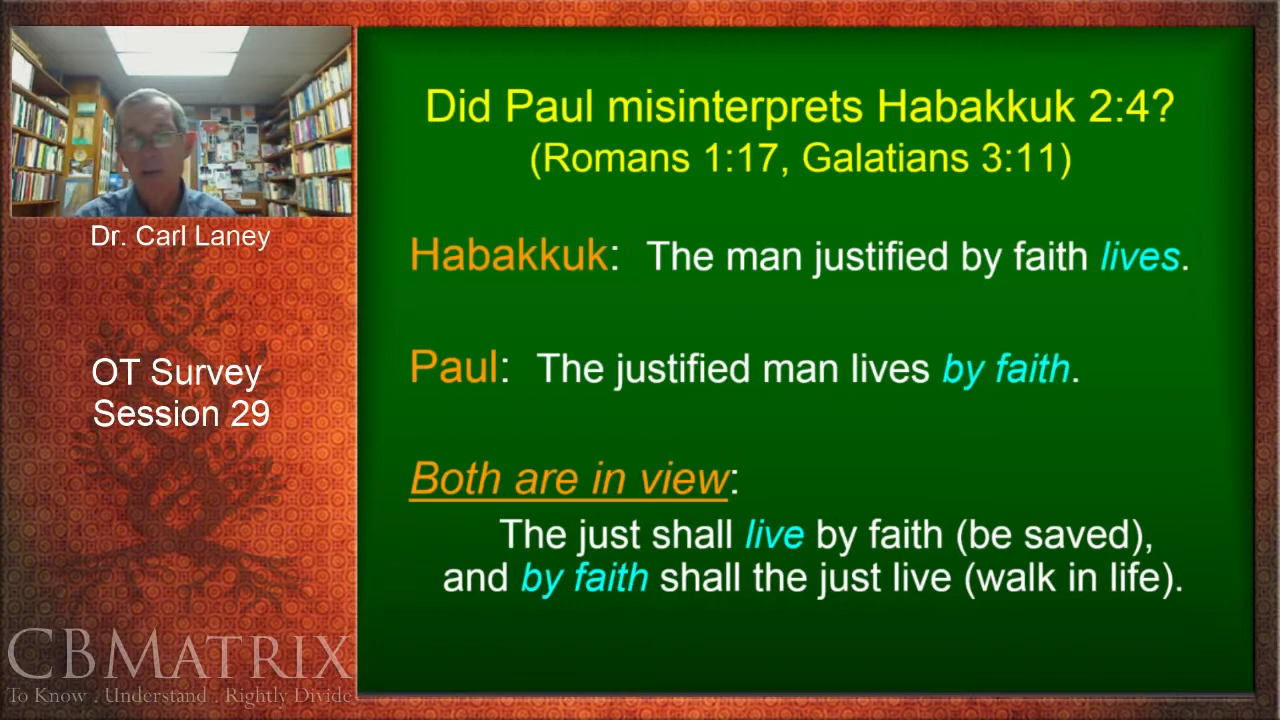 Dr. Carl Laney
OT Survey
Session 29
CBMATRIX
To Know . Understand . Rightly Divide
Did Paul misinterprets Habakkuk 2:4?
(Romans 1:17, Galatians 3:11)
Habakkuk: The man justified by faith lives.
Paul: The justified man lives by faith.
Both are in view:
The just shall live by faith (be saved),
and by faith shall the just live (walk in life).